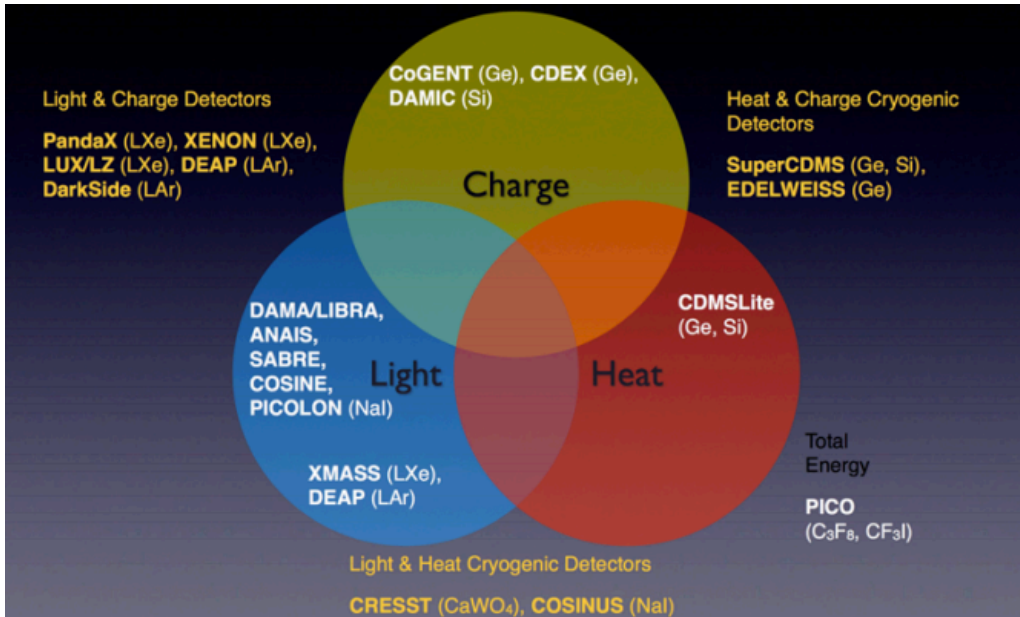 CoGENT (Ge), CDEX (Ge),
DAMIC (Si)
Light & Charge Detectors
PandaX (LXe), XENON (LXe),
LUX/LZ (LXe), DEAP (LAr),
DarkSide (LAr)
Heat & Charge Cryogenic
Detectors
SuperCDMS (Ge, Si),
EDELWEISS (Ge)
Charge
DAMA/LIBRA,
ANAIS,
SABRE,
COSINE,
PICOLON (NaI)
Light
XMASS (LXe),
DEAP (LAr)
CDMSLite
(Ge, Si)
Heat
Total
Energy
PICO
(C₃F₈, CF₃I)
Light & Heat Cryogenic Detectors
CRESST (CaWO₄), COSINUS (NaI)